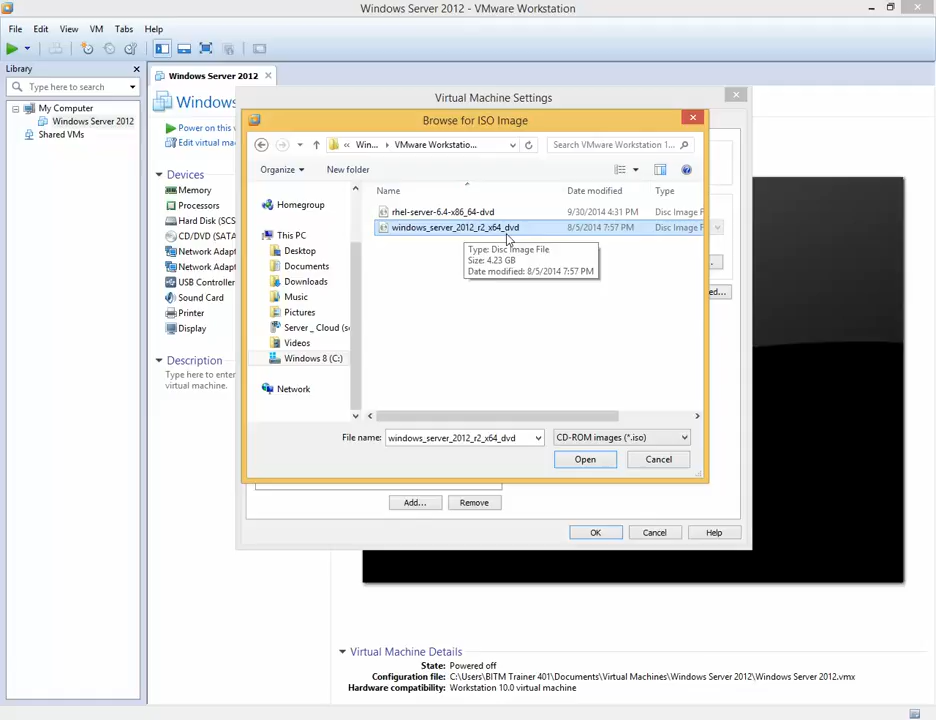 Windows Server 2012 - VMware Workstation
File Edit View VM Tabs Help
Library
Type here to search
My Computer
Windows Server 2012
Shared VMs
Windows Server 2012
Windows
Power on this v
Edit virtual mac
Devices
Memory
Processors
Hard Disk (SCS
CD/DVD (SATA
Network Adapt
Network Adapt
USB Controller
Sound Card
Printer
Display
Description
Type here to enter
virtual machine.
Virtual Machine Settings
Browse for ISO Image
« Win... VMware Workstatio...
Search VMware Workstation 1...
Organize New folder
Name Date modified Type
Homegroup
This PC
Desktop
Documents
Downloads
Music
Pictures
Server _ Cloud (s
Videos
Windows 8 (C:)
Network
rhel-server-6.4-x86_64-dvd 9/30/2014 4:31 PM Disc Image F
windows_server_2012_r2_x64_dvd 8/5/2014 7:57 PM Disc Image F
Type: Disc Image File
Size: 4.23 GB
Date modified: 8/5/2014 7:57 PM
File name: windows_server_2012_r2_x64_dvd CD-ROM images (*.iso)
Open Cancel
ed...
Add... Remove
OK Cancel Help
Virtual Machine Details
State: Powered off
Configuration file: C:\Users\BITM Trainer 401\Documents\Virtual Machines\Windows Server 2012\Windows Server 2012.vmx
Hardware compatibility: Workstation 10.0 virtual machine